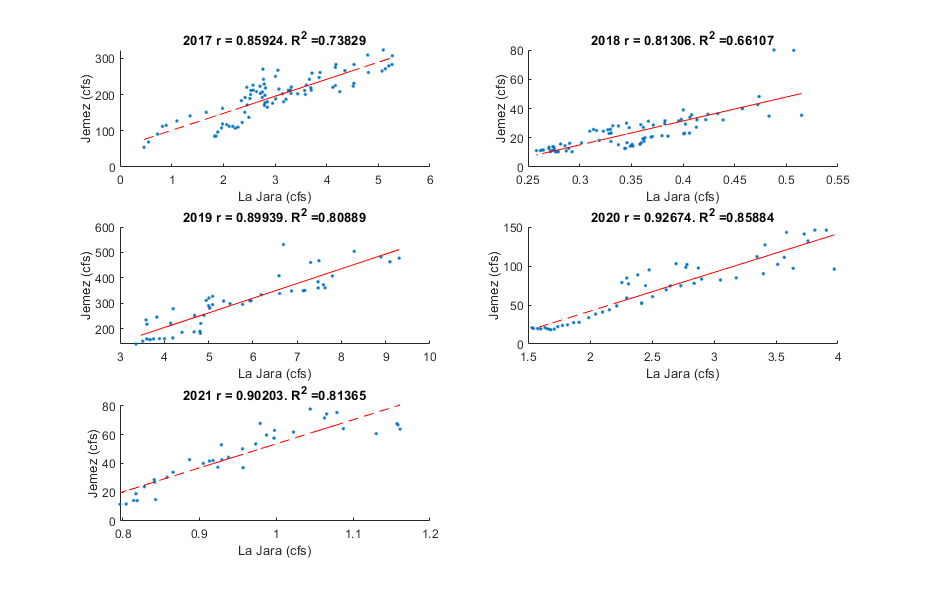 2017 r = 0.85924. R2 =0.73829
300
200
100
0
Jemez (cfs)
0 1 2 3 4 5 6
La Jara (cfs)
2018 r = 0.81306. R2 =0.66107
80
60
40
20
0
Jemez (cfs)
0.25 0.3 0.35 0.4 0.45 0.5 0.55
La Jara (cfs)
2019 r = 0.89939. R2 =0.80889
600
500
400
300
200
Jemez (cfs)
3 4 5 6 7 8 9 10
La Jara (cfs)
2020 r = 0.92674. R2 =0.85884
150
100
50
0
Jemez (cfs)
1.5 2 2.5 3 3.5 4
La Jara (cfs)
2021 r = 0.90203. R2 =0.81365
80
60
40
20
0
Jemez (cfs)
0.8 0.9 1 1.1 1.2
La Jara (cfs)